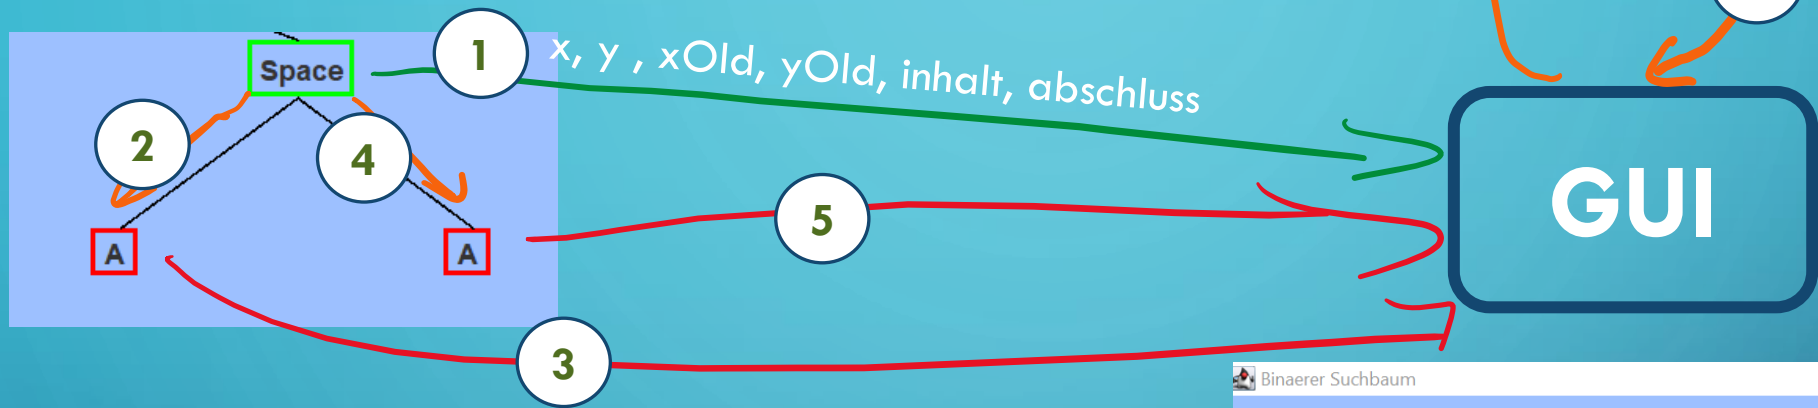 1
x, y , xOld, yOld, inhalt, abschluss
Space
2
4
GUI
5
A
A
3
Binaerer Suchbaum